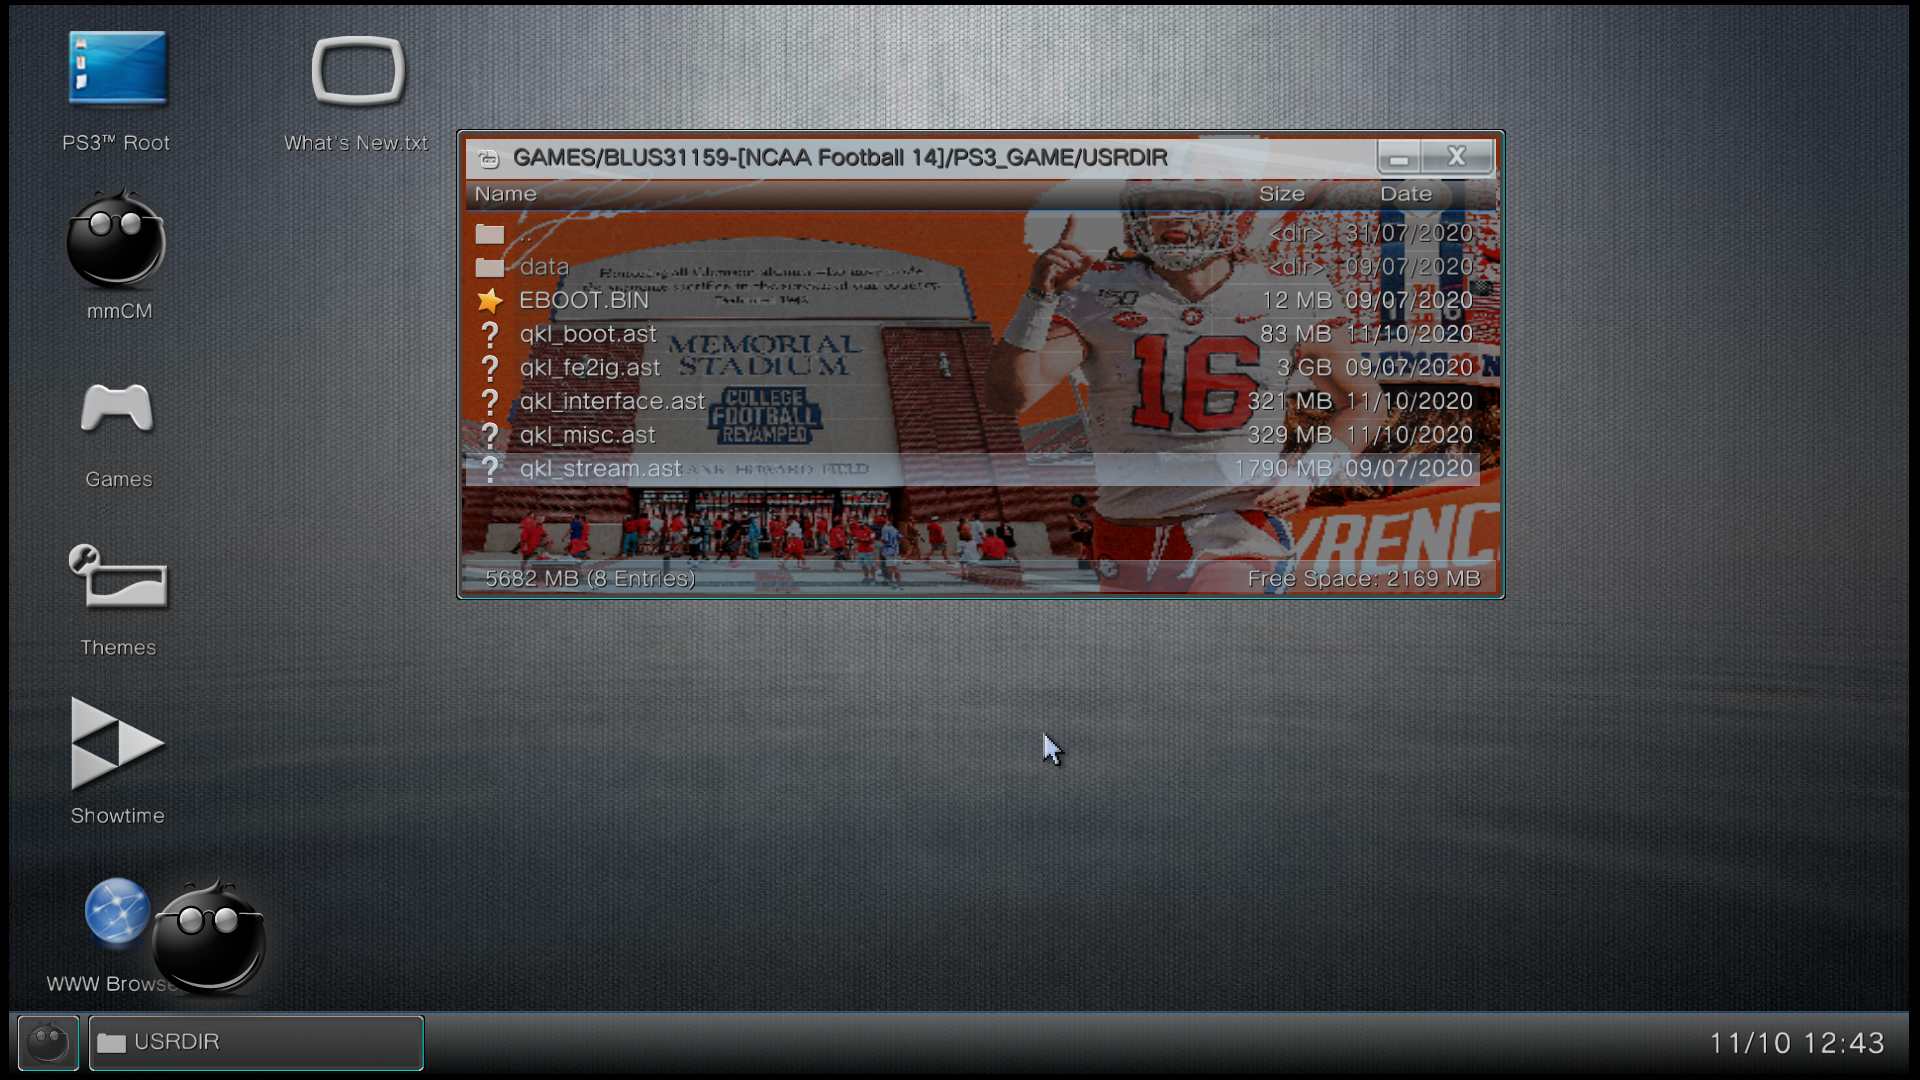 PS3™ Root
What's New.txt
mmCM
Games
Themes
Showtime
WWW Browse
GAMES/BLUS31159-[NCAA Football 14]/PS3_GAME/USRDIR
Name Size Date
.. <dir> 31/07/2020
data <dir> 09/07/2020
EBOOT.BIN 12 MB 09/07/2020
qkl_boot.ast 83 MB 11/10/2020
qkl_fe2ig.ast 3 GB 09/07/2020
qkl_interface.ast 321 MB 11/10/2020
qkl_misc.ast 329 MB 11/10/2020
qkl_stream.ast 1790 MB 09/07/2020
5682 MB (8 Entries) Free Space: 2169 MB
MEMORIAL
STADIUM
COLLEGE
FOOTBALL
REVAMPED
FIELD
150
16
USRDIR
11/10 12:43